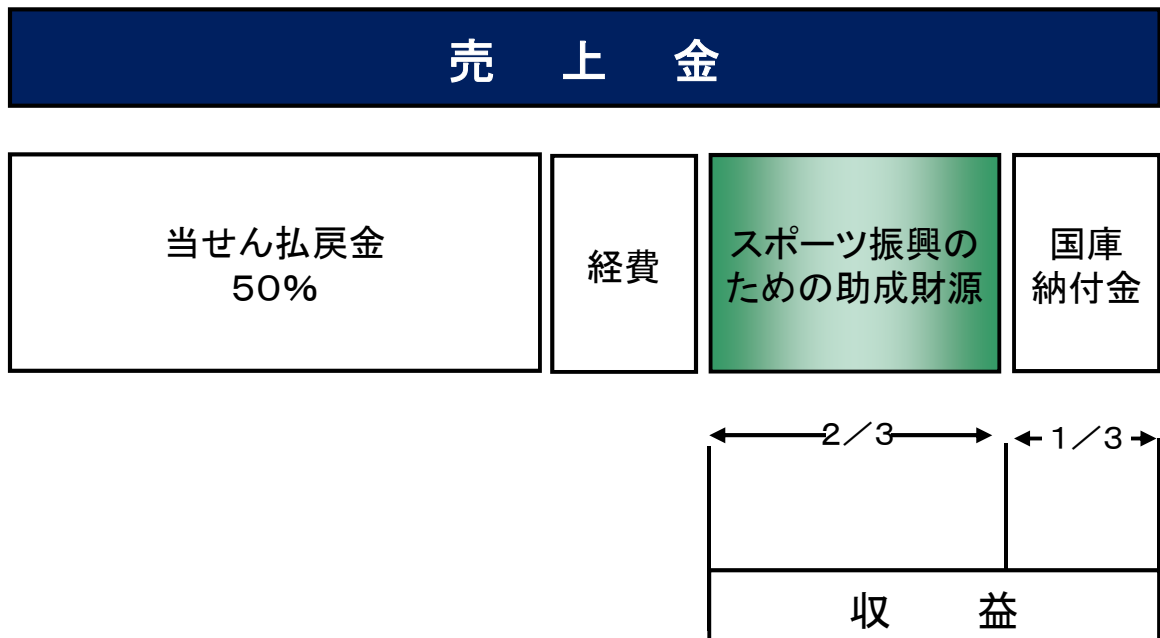 売　上　金
当せん払戻金
５０％
経費
スポーツ振興の
ための助成財源
国庫
納付金
２／３
１／３
収　益